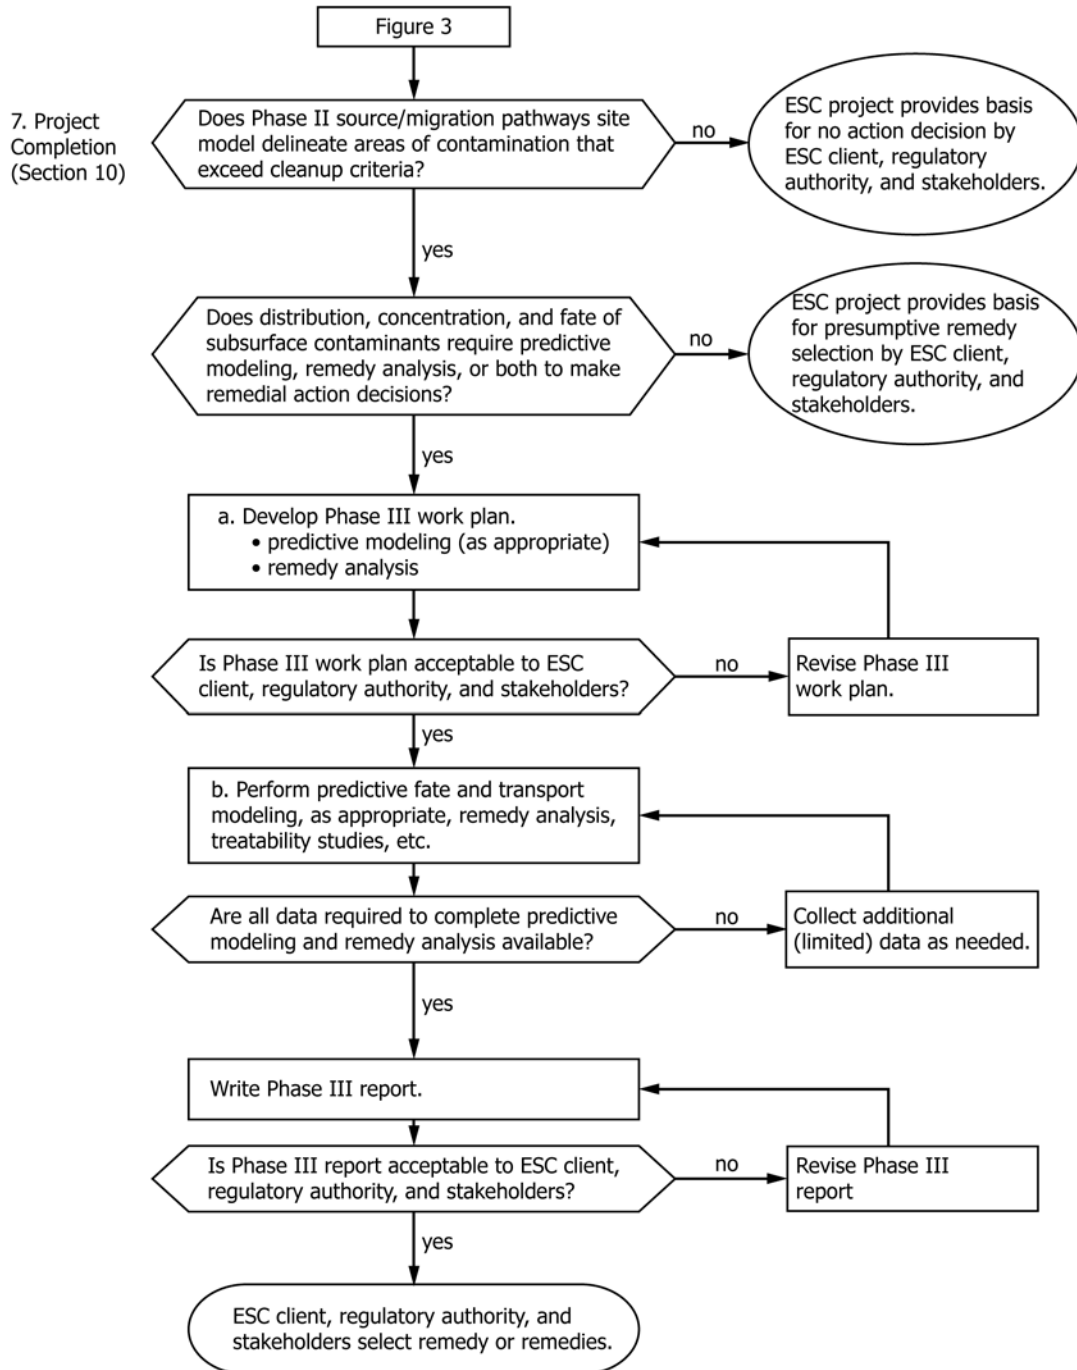 Figure 3
7. Project
Completion
(Section 10)
Does Phase II source/migration pathways site
model delineate areas of contamination that
exceed cleanup criteria?
no
ESC project provides basis
for no action decision by
ESC client, regulatory
authority, and stakeholders.
yes
Does distribution, concentration, and fate of
subsurface contaminants require predictive
modeling, remedy analysis, or both to make
remedial action decisions?
no
ESC project provides basis
for presumptive remedy
selection by ESC client,
regulatory authority, and
stakeholders.
yes
a. Develop Phase III work plan.
• predictive modeling (as appropriate)
• remedy analysis
Is Phase III work plan acceptable to ESC
client, regulatory authority, and stakeholders?
no
Revise Phase III
work plan.
yes
b. Perform predictive fate and transport
modeling, as appropriate, remedy analysis,
treatability studies, etc.
Are all data required to complete predictive
modeling and remedy analysis available?
no
Collect additional
(limited) data as needed.
yes
Write Phase III report.
Is Phase III report acceptable to ESC client,
regulatory authority, and stakeholders?
no
Revise Phase III
report
yes
ESC client, regulatory authority, and
stakeholders select remedy or remedies.